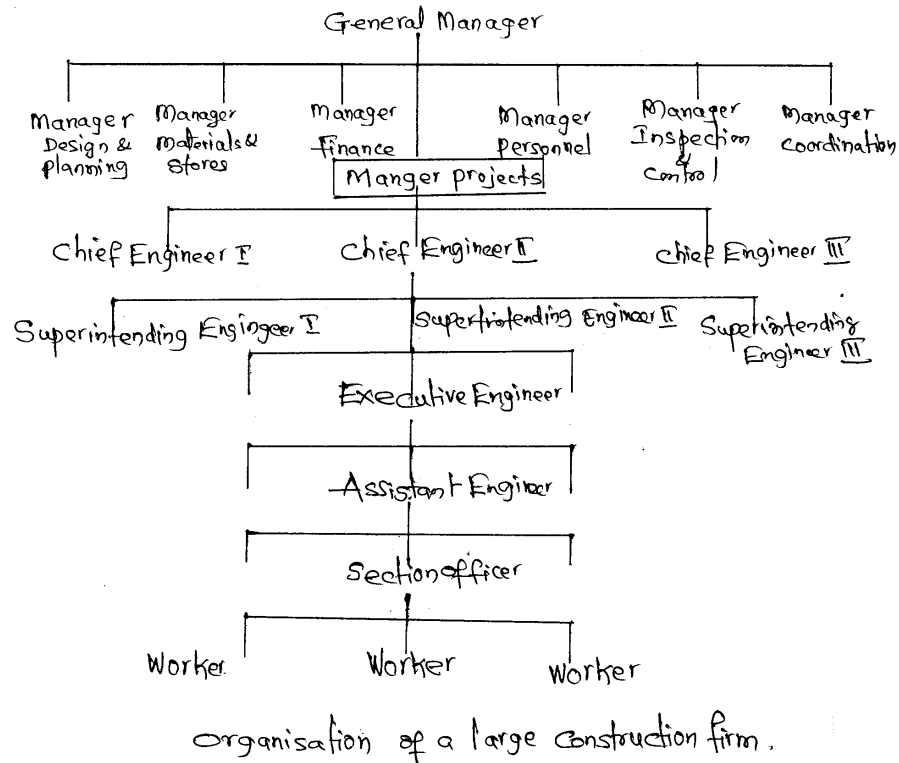 General Manager
Manager
Design &
planning
Manager
Materials &
stores
Manager
finance
Manager
personnel
Manager
Inspection
&
control
Manager
coordination
Manger projects
Chief Engineer I
Chief Engineer II
Chief Engineer III
Superintending Engingeer I
Superintending Engineer II
Superintending
Engineer III
Executive Engineer
Assistant Engineer
Section officer
Worker.
Worker
Worker
Organisation of a large Construction firm.